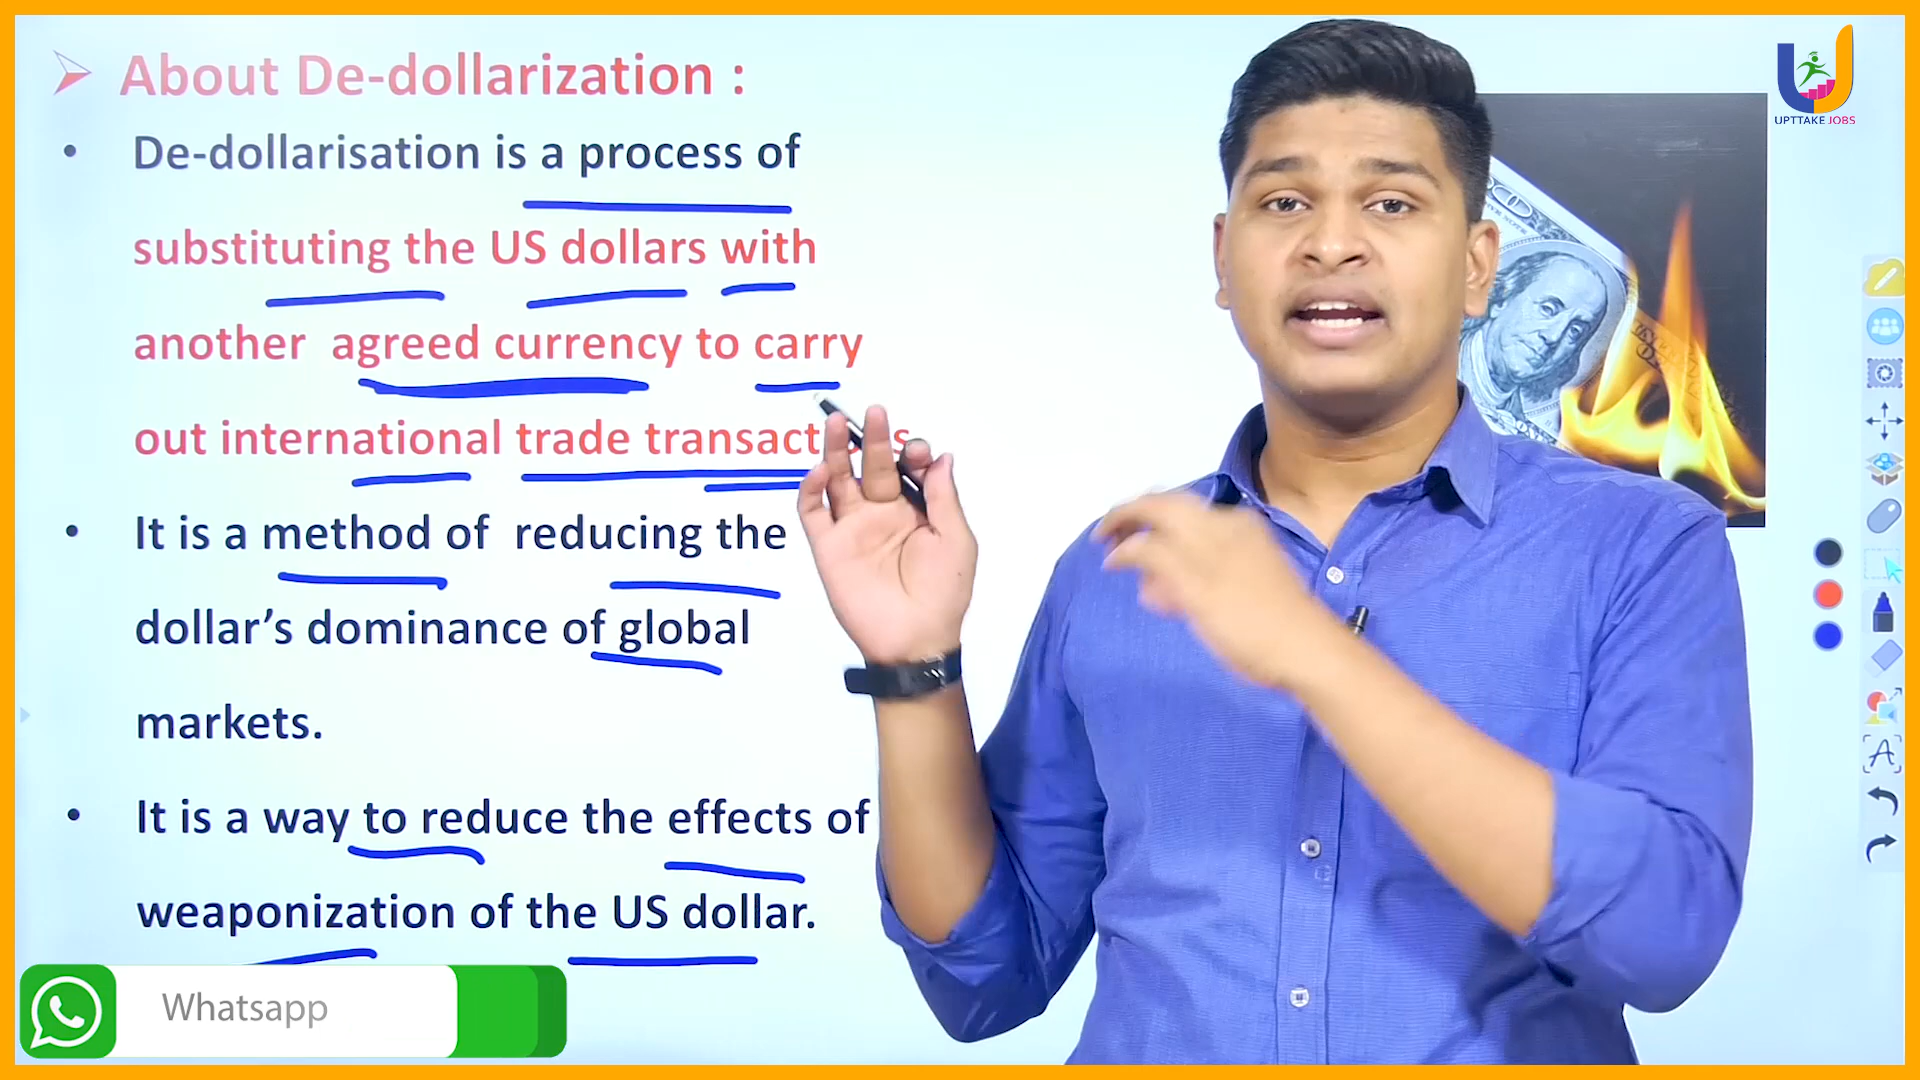 About De-dollarization :
UPTTAKE JOBS
• De-dollarisation is a process of
substituting the US dollars with
another agreed currency to carry
out international trade
• It is a method of reducing the
dollar’s dominance of global
markets.
• It is a way to reduce the effects of
weaponization of the US dollar.
Whatsapp